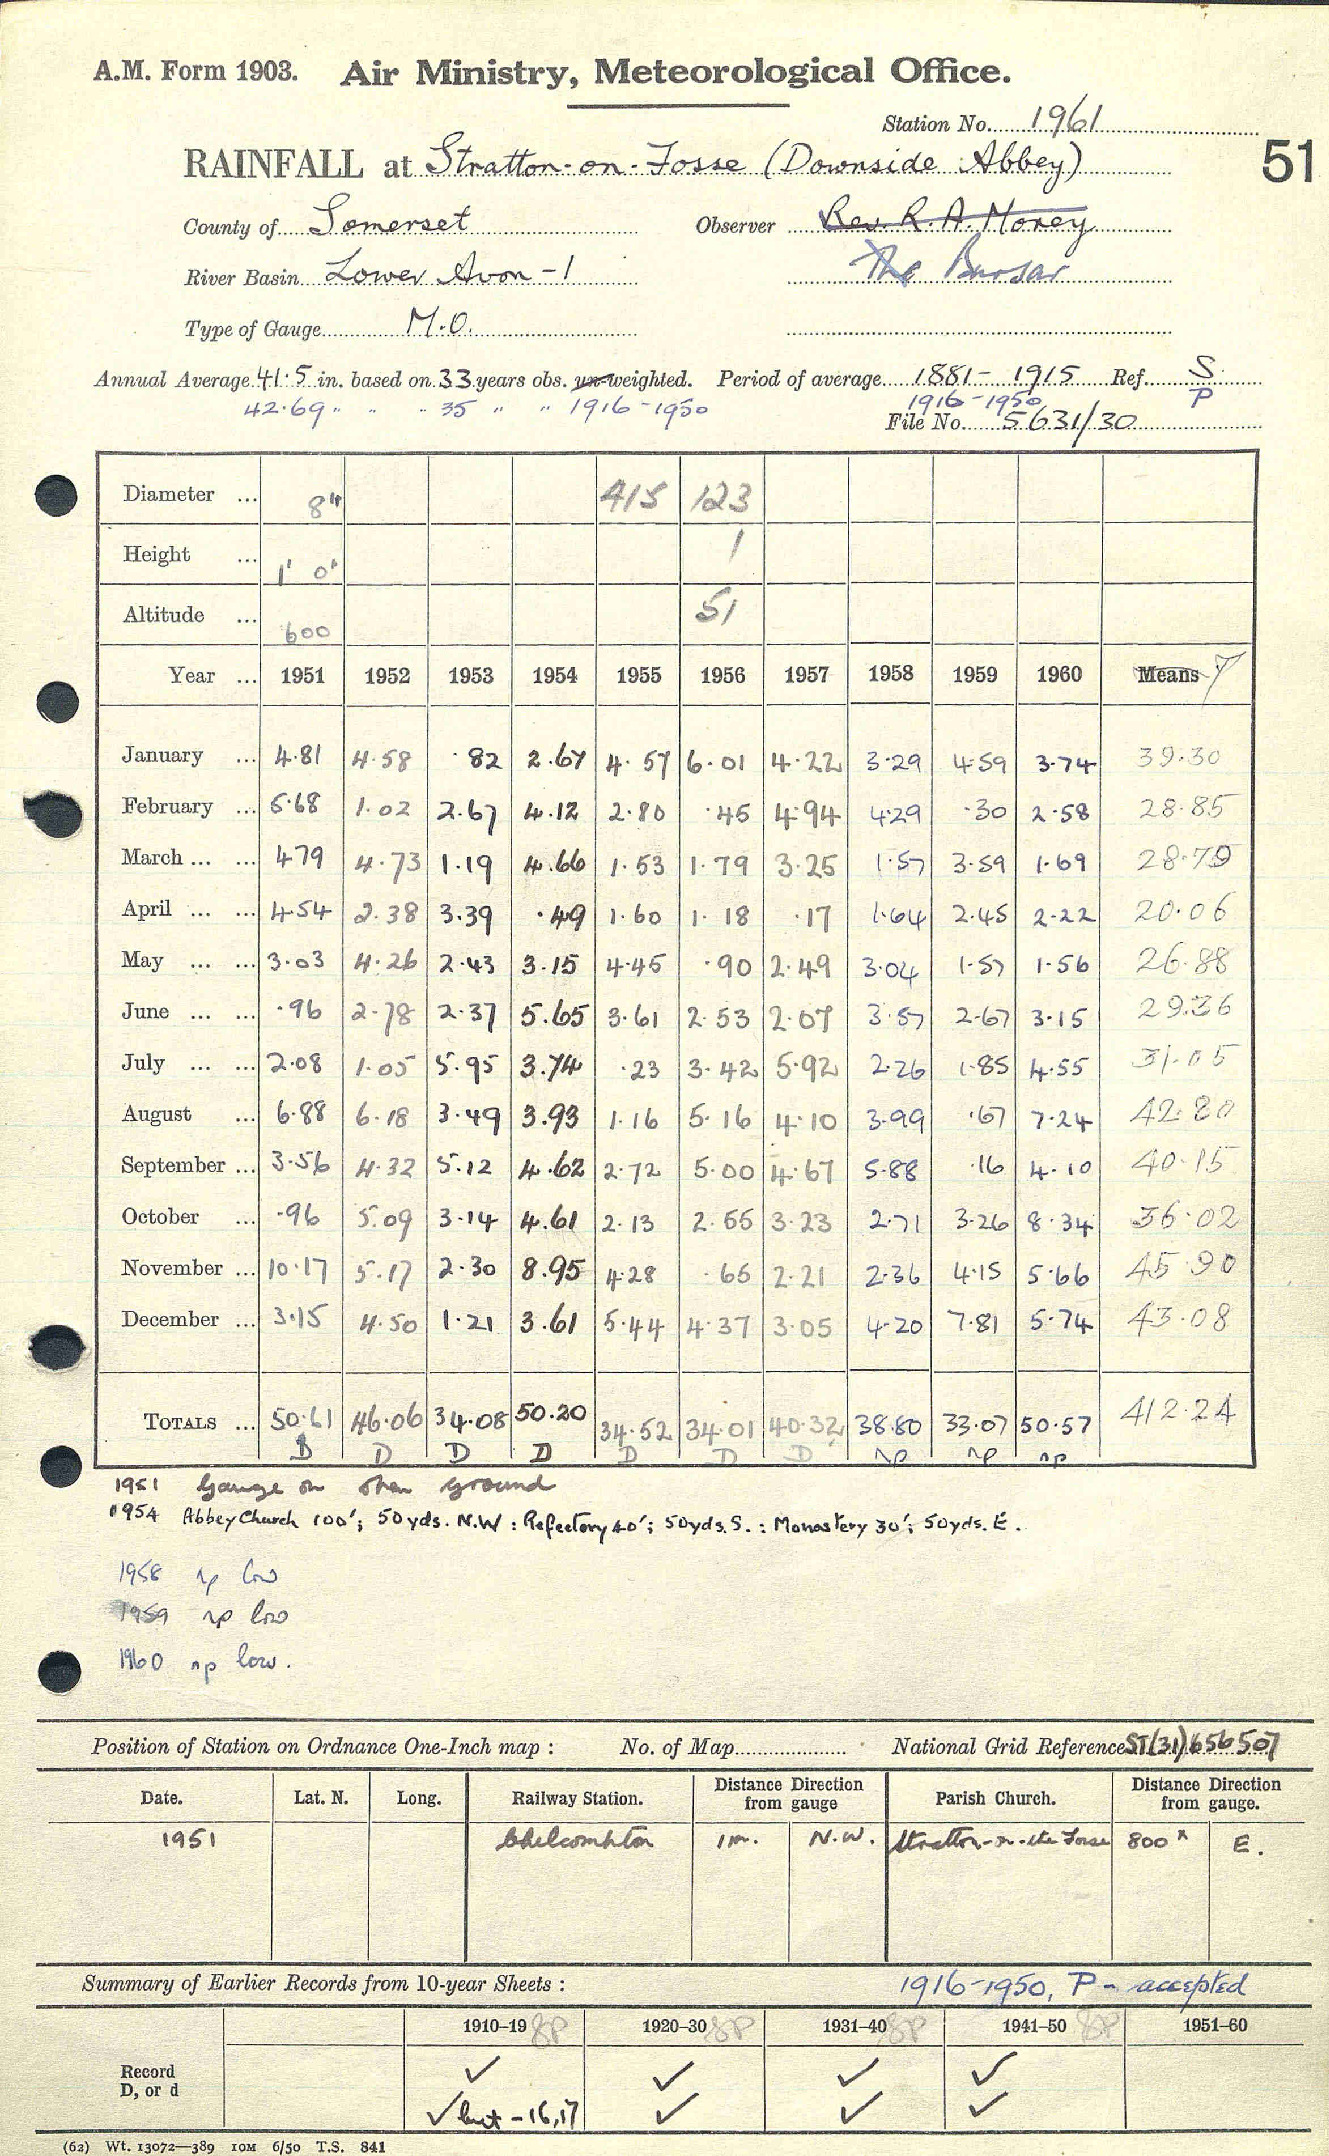 A.M. Form 1903. Air Ministry, Meteorological Office.
Station No. 1961
51
RAINFALL at Stratton-on-Fosse (Downside Abbey)
County of Somerset Observer Rev. R. A. Morey
River Basin Lower Avon - 1 The Bursar
Type of Gauge M.O.
Annual Average 41.5 in. based on 33 years obs. un-weighted. Period of average 1881 - 1915 Ref. S
42.69 " " " 35 " " 1916-1950 1916-1950 P
File No. 5631/30
Diameter ... 8" 415 123
Height ... 1' 0" 1
Altitude ... 600 51
Year ... 1951 1952 1953 1954 1955 1956 1957 1958 1959 1960 Means T
January ... 4.81 4.58 .82 2.67 4.57 6.01 4.22 3.29 4.59 3.74 39.30
February ... 5.68 1.02 2.67 4.12 2.80 .45 4.94 4.29 .30 2.58 28.85
March ... ... 4.79 4.73 1.19 4.66 1.53 1.79 3.25 1.57 3.59 1.69 28.79
April ... ... 4.54 2.38 3.39 .49 1.60 1.18 .17 1.64 2.45 2.22 20.06
May ... ... 3.03 4.26 2.43 3.15 4.45 .90 2.49 3.04 1.57 1.56 26.88
June ... ... .96 2.78 2.37 5.65 3.61 2.53 2.07 3.57 2.67 3.15 29.36
July ... ... 2.08 1.05 5.95 3.74 .23 3.42 5.92 2.26 1.85 4.55 31.05
August ... 6.88 6.18 3.49 3.93 1.16 5.16 4.10 3.99 .67 7.24 42.80
September ... 3.56 4.32 5.12 4.62 2.72 5.00 4.67 5.88 .16 4.10 40.15
October ... .96 5.09 3.14 4.61 2.13 2.55 3.23 2.71 3.26 8.34 36.02
November ... 10.17 5.17 2.30 8.95 4.28 .65 2.21 2.36 4.15 5.66 45.90
December ... 3.15 4.50 1.21 3.61 5.44 4.37 3.05 4.20 7.81 5.74 43.08
TOTALS ... 50.61 46.06 34.08 50.20 34.52 34.01 40.32 38.80 33.07 50.57 412.24
D D D D D D D np np np
1951 Gauge on open ground
1954 Abbey Church 100'; 50yds. N.W : Refectory 40'; 50yds. S. : Monastery 30'; 50yds. E.
1958 np low
1959 np low
1960 np low.
Position of Station on Ordnance One-Inch map : No. of Map National Grid Reference ST(31)656507
Date. Lat. N. Long. Railway Station. Distance Direction from gauge Parish Church. Distance Direction from gauge.
1951 Chilcompton 1m. N.W. Stratton-on-the Fosse 800 x E.
Summary of Earlier Records from 10-year Sheets : 1916-1950, P - accepted
1910–19 8P 1920–30 8P 1931–40 8P 1941–50 8P 1951–60
Record ✓ ✓ ✓ ✓
D, or d ✓ but - 16,17 ✓ ✓ ✓
(62) Wt. 13072—389 10M 6/50 T.S. 841